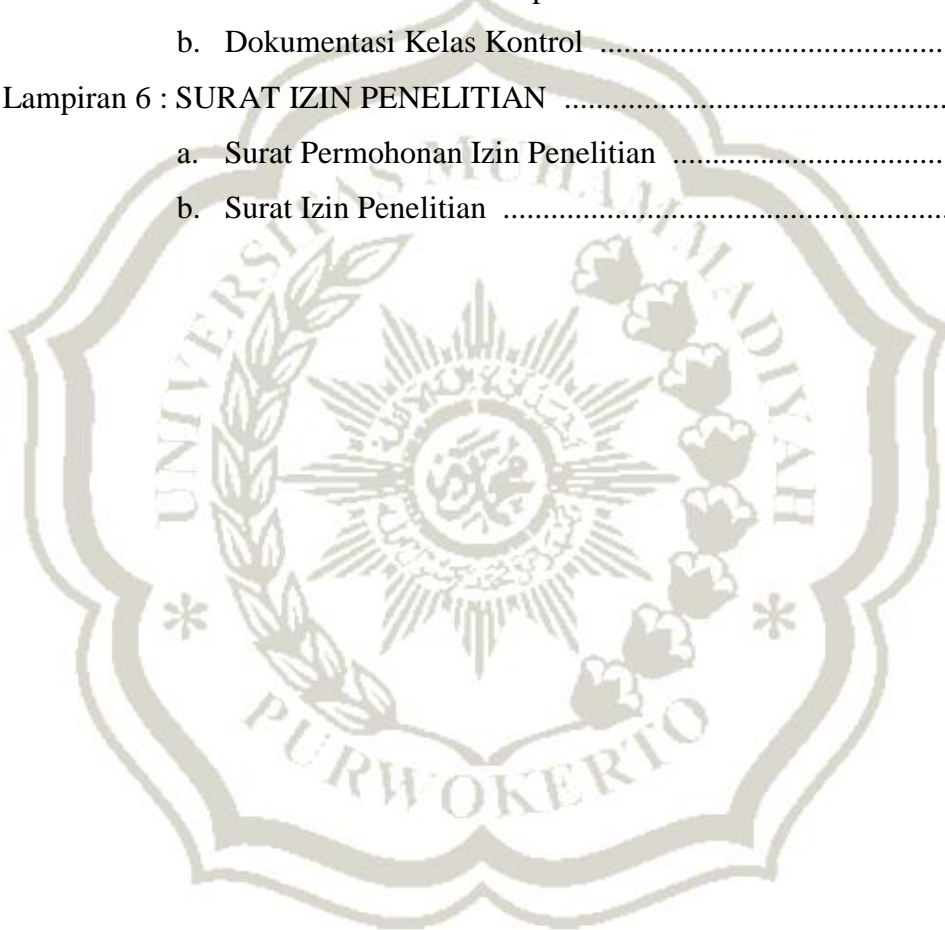 b. Dokumentasi Kelas Kontrol ........................................
Lampiran 6 : SURAT IZIN PENELITIAN ...........................................
a. Surat Permohonan Izin Penelitian ................................
b. Surat Izin Penelitian ....................................................
UNIVERSITAS MUHAMMADIYAH
PURWOKERTO